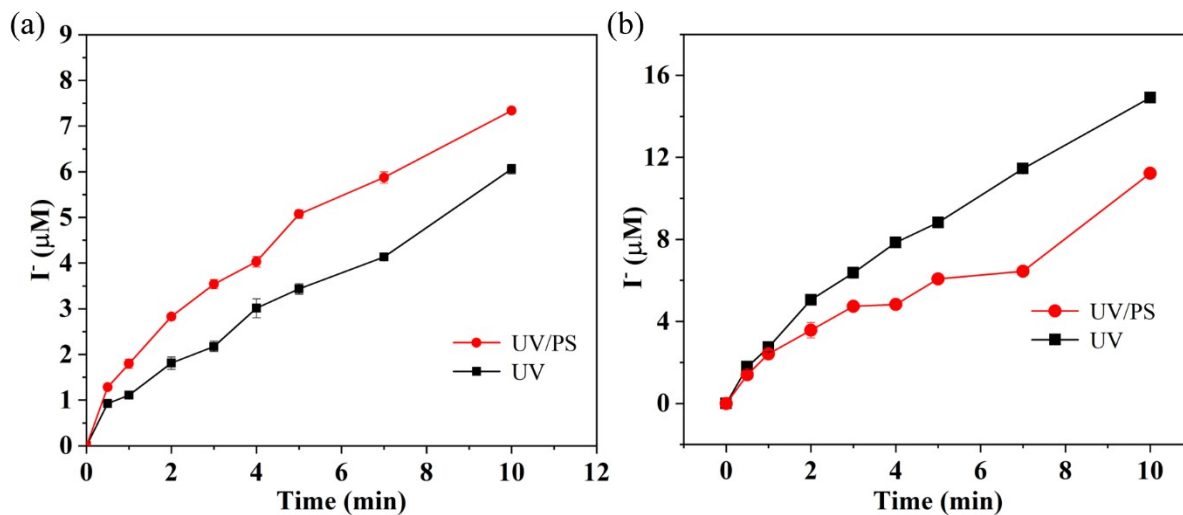 (a)
9
8
7
6
5
4
3
2
1
0
I⁻ (μM)
UV/PS
UV
0 2 4 6 8 10 12
Time (min)
(b)
16
12
8
4
0
I⁻ (μM)
UV/PS
UV
0 2 4 6 8 10
Time (min)